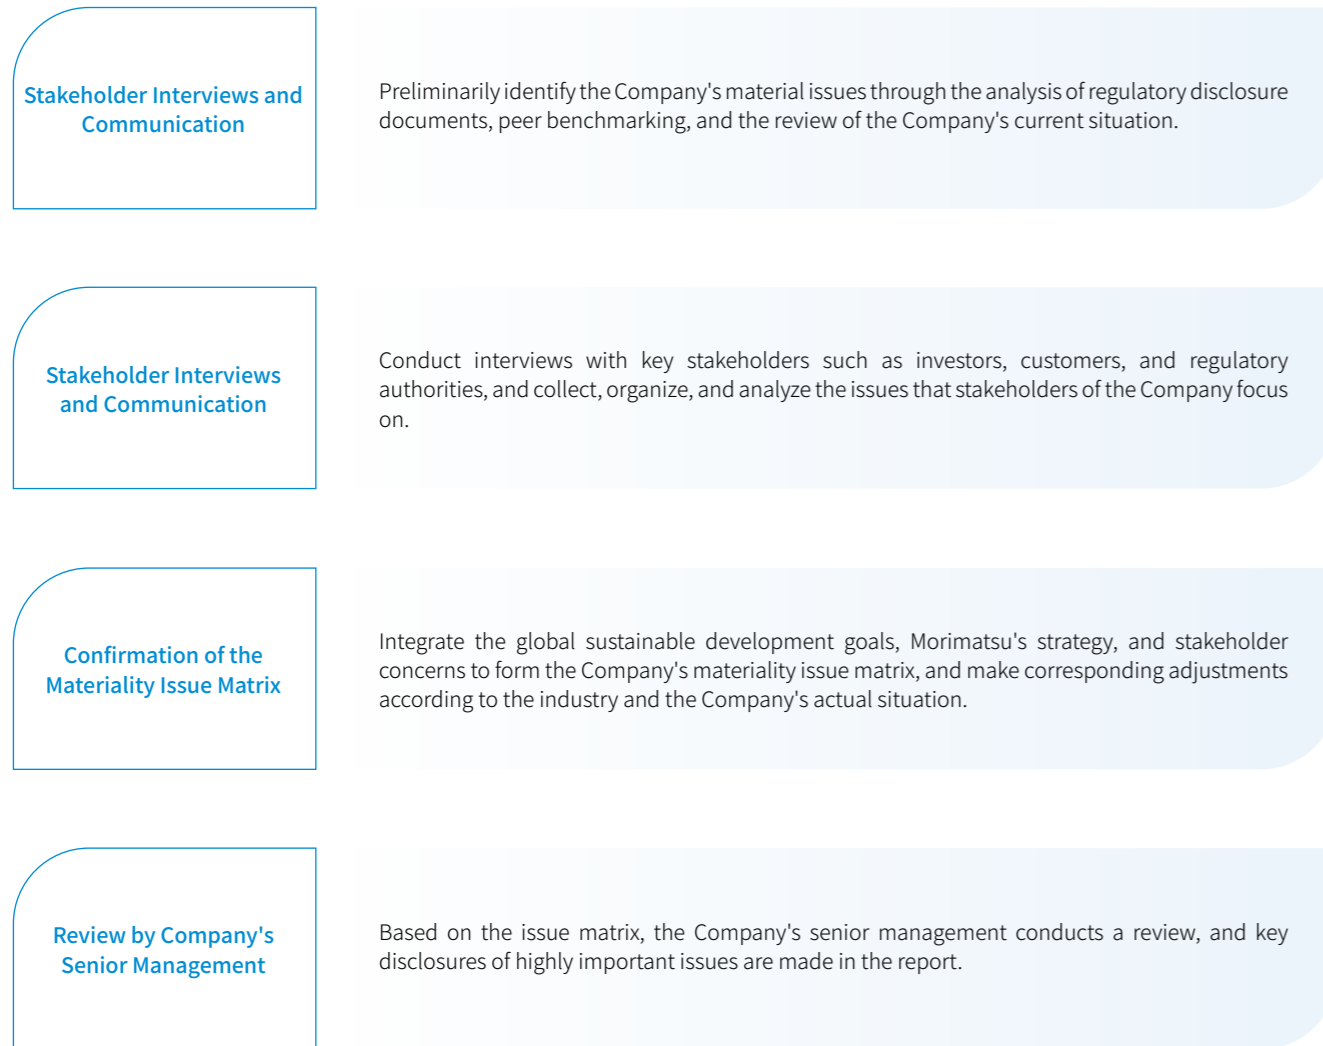 Stakeholder Interviews and
Communication
Preliminarily identify the Company's material issues through the analysis of regulatory disclosure
documents, peer benchmarking, and the review of the Company's current situation.
Stakeholder Interviews
and Communication
Conduct interviews with key stakeholders such as investors, customers, and regulatory
authorities, and collect, organize, and analyze the issues that stakeholders of the Company focus
on.
Confirmation of the
Materiality Issue Matrix
Integrate the global sustainable development goals, Morimatsu's strategy, and stakeholder
concerns to form the Company's materiality issue matrix, and make corresponding adjustments
according to the industry and the Company's actual situation.
Review by Company's
Senior Management
Based on the issue matrix, the Company's senior management conducts a review, and key
disclosures of highly important issues are made in the report.